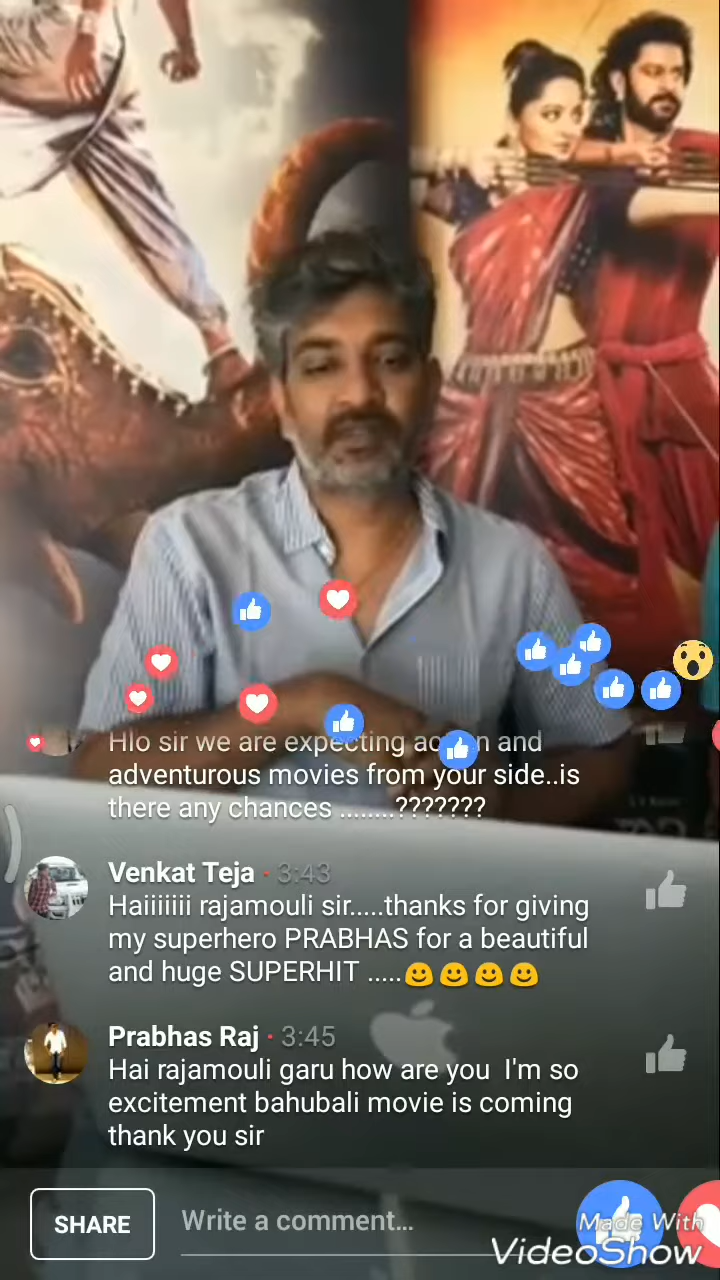 Hlo sir we are expecting n and
adventurous movies from your side..is
there any chances ........???????
Venkat Teja · 3:43
Haiiiiiii rajamouli sir.....thanks for giving
my superhero PRABHAS for a beautiful
and huge SUPERHIT .....☺☺☺☺
Prabhas Raj · 3:45
Hai rajamouli garu how are you I'm so
excitement bahubali movie is coming
thank you sir
SHARE
Write a comment...
Made With
VideoShow